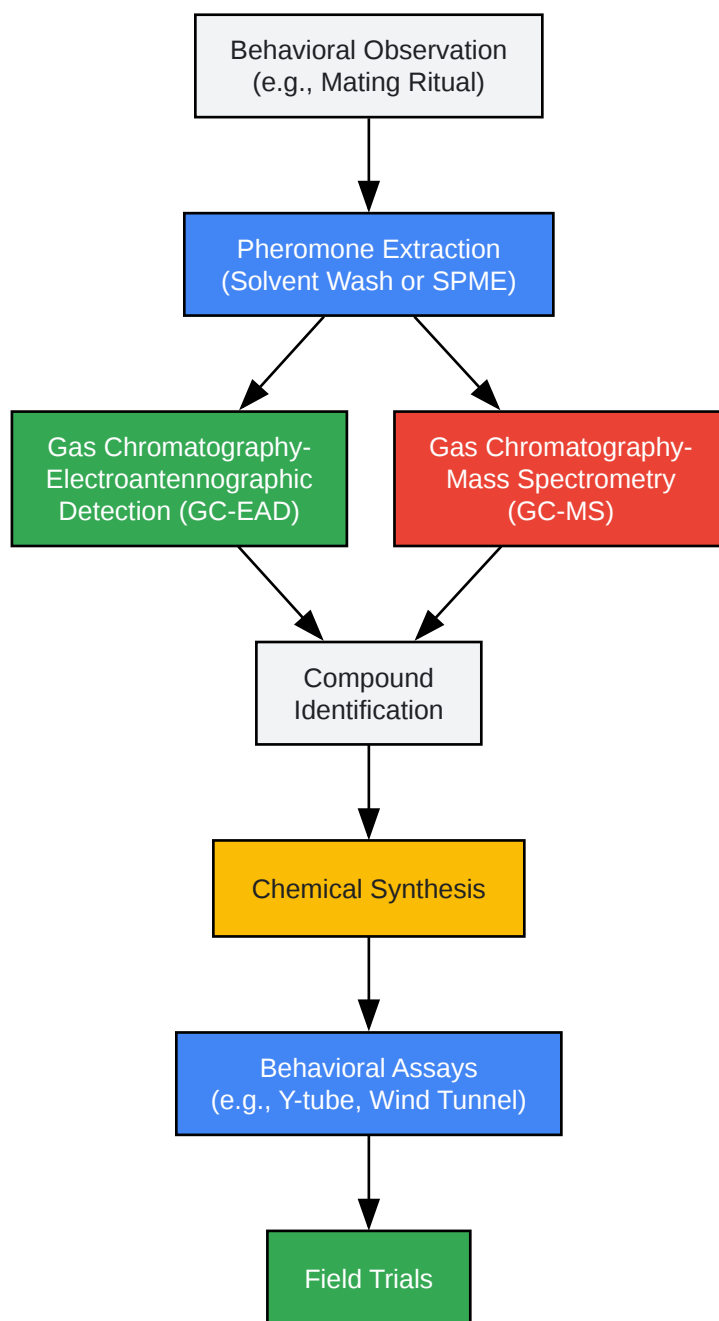 Behavioral Observation
(e.g., Mating Ritual)
Pheromone Extraction
(Solvent Wash or SPME)
Gas Chromatography-
Electroantennographic
Detection (GC-EAD)
Gas Chromatography-
Mass Spectrometry
(GC-MS)
Compound
Identification
Chemical Synthesis
Behavioral Assays
(e.g., Y-tube, Wind Tunnel)
Field Trials